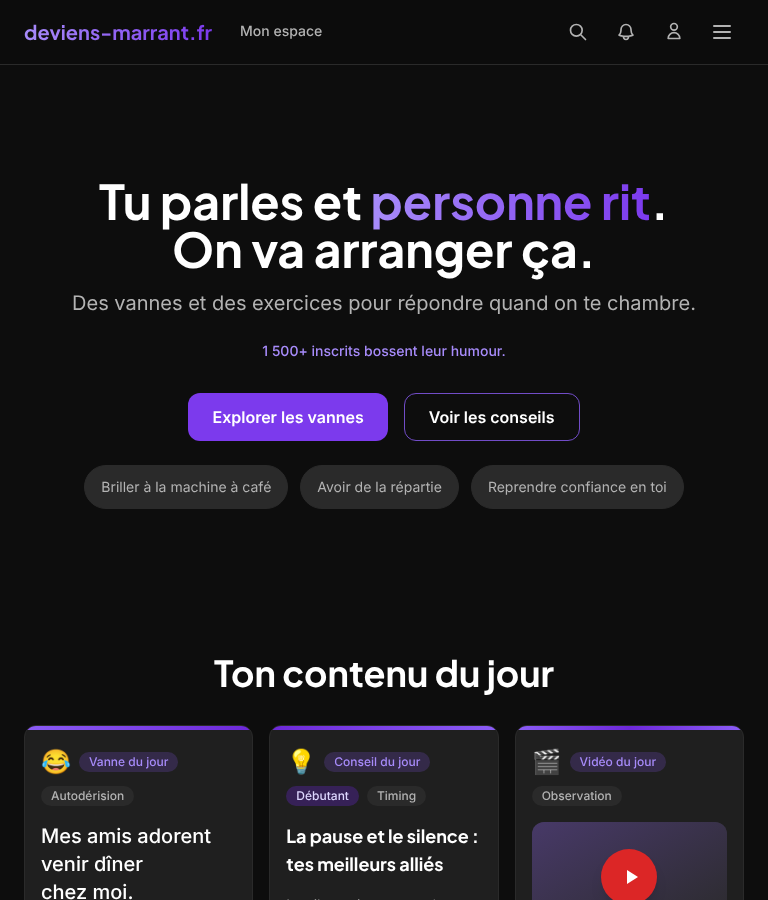 deviens-marrant.fr
Mon espace
Tu parles et personne rit.
On va arranger ça.
Des vannes et des exercices pour répondre quand on te chambre.
1 500+ inscrits bossent leur humour.
Explorer les vannes
Voir les conseils
Briller à la machine à café
Avoir de la répartie
Reprendre confiance en toi
Ton contenu du jour
Vanne du jour
Autodérision
Mes amis adorent
venir dîner
chez moi.
Conseil du jour
Débutant
Timing
La pause et le silence :
tes meilleurs alliés
Vidéo du jour
Observation